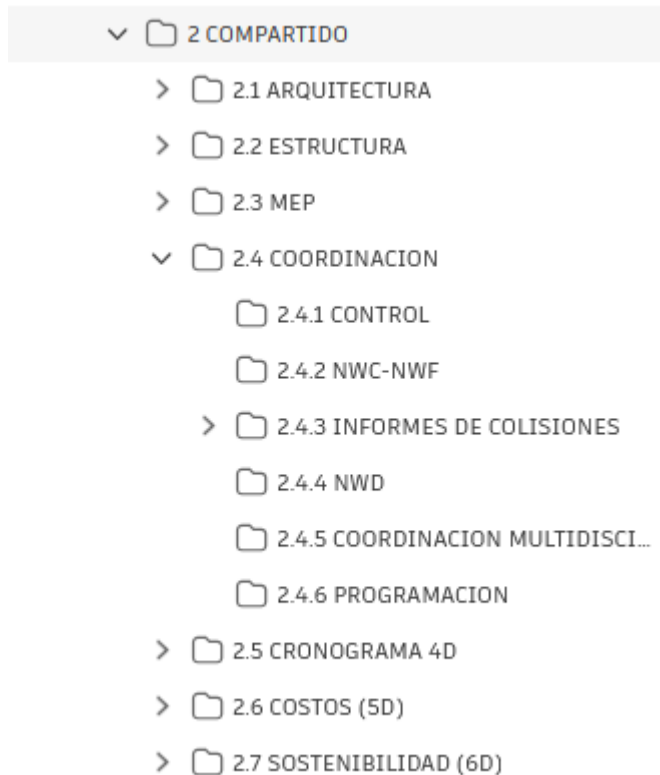 2 COMPARTIDO
2.1 ARQUITECTURA
2.2 ESTRUCTURA
2.3 MEP
2.4 COORDINACION
2.4.1 CONTROL
2.4.2 NWC-NWF
2.4.3 INFORMES DE COLISIONES
2.4.4 NWD
2.4.5 COORDINACION MULTIDISCI...
2.4.6 PROGRAMACION
2.5 CRONOGRAMA 4D
2.6 COSTOS (5D)
2.7 SOSTENIBILIDAD (6D)